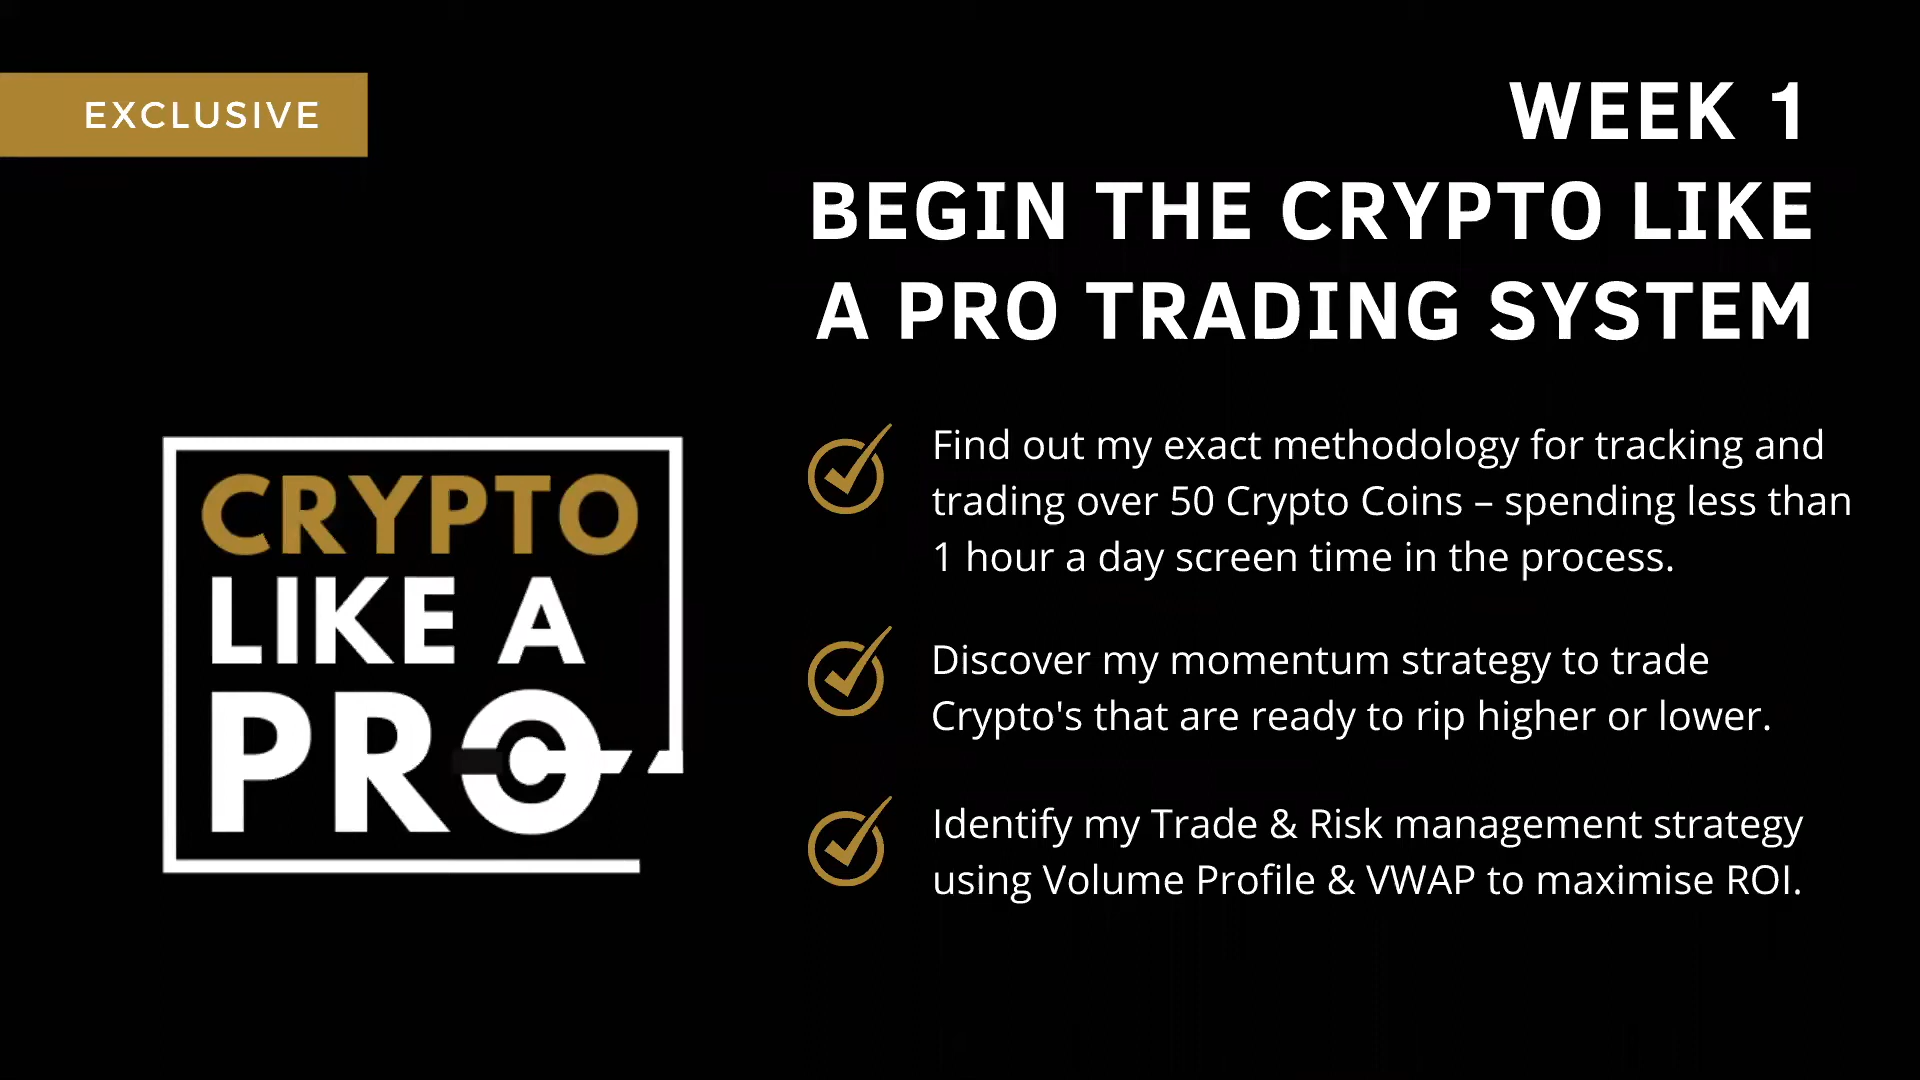 EXCLUSIVE
WEEK 1
BEGIN THE CRYPTO LIKE
A PRO TRADING SYSTEM
CRYPTO
LIKE A
PRO
Find out my exact methodology for tracking and
trading over 50 Crypto Coins – spending less than
1 hour a day screen time in the process.
Discover my momentum strategy to trade
Crypto's that are ready to rip higher or lower.
Identify my Trade & Risk management strategy
using Volume Profile & VWAP to maximise ROI.